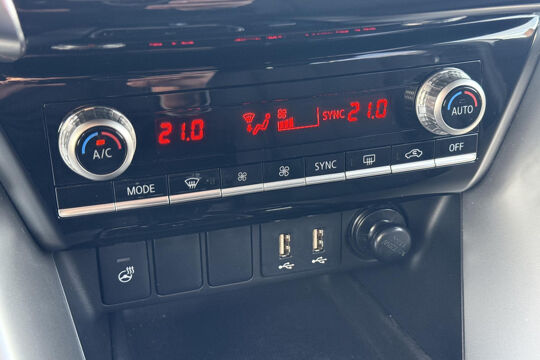 21.0 SYNC 21.0
A/C AUTO
MODE SYNC OFF